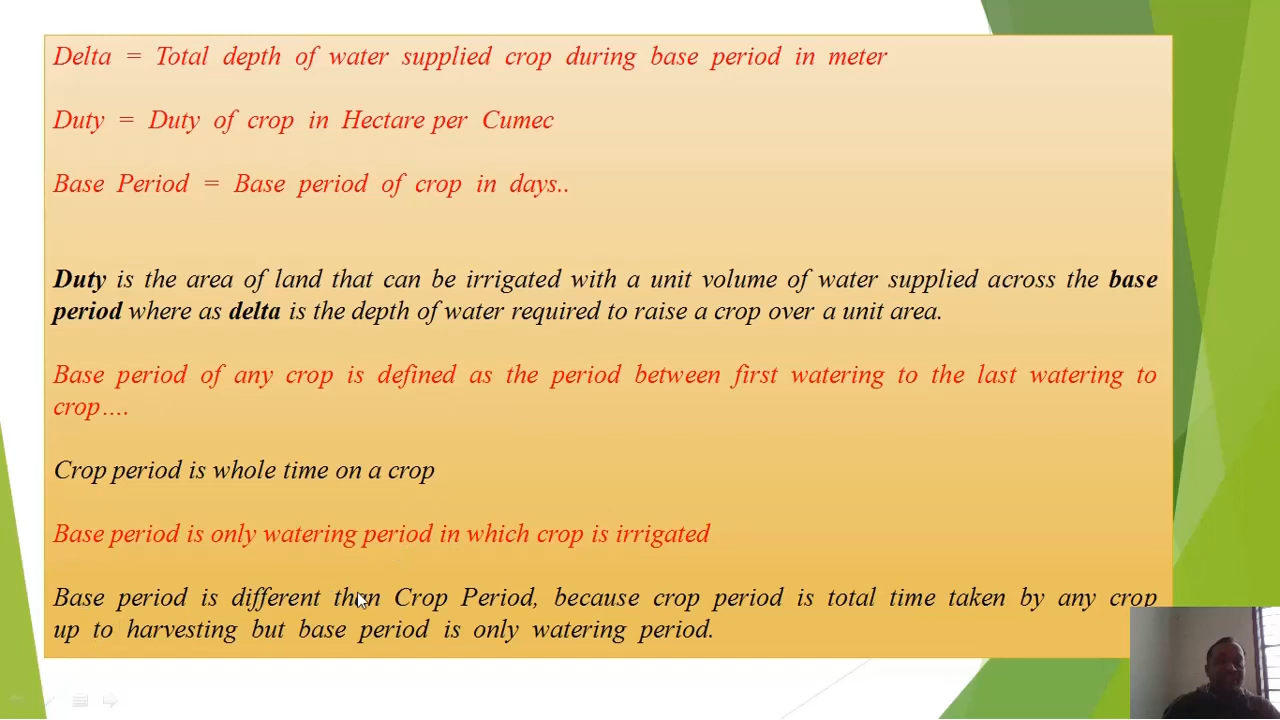 Delta = Total depth of water supplied crop during base period in meter
Duty = Duty of crop in Hectare per Cumec
Base Period = Base period of crop in days..
Duty is the area of land that can be irrigated with a unit volume of water supplied across the base
period where as delta is the depth of water required to raise a crop over a unit area.
Base period of any crop is defined as the period between first watering to the last watering to
crop....
Crop period is whole time on a crop
Base period is only watering period in which crop is irrigated
Base period is different then Crop Period, because crop period is total time taken by any crop
up to harvesting but base period is only watering period.